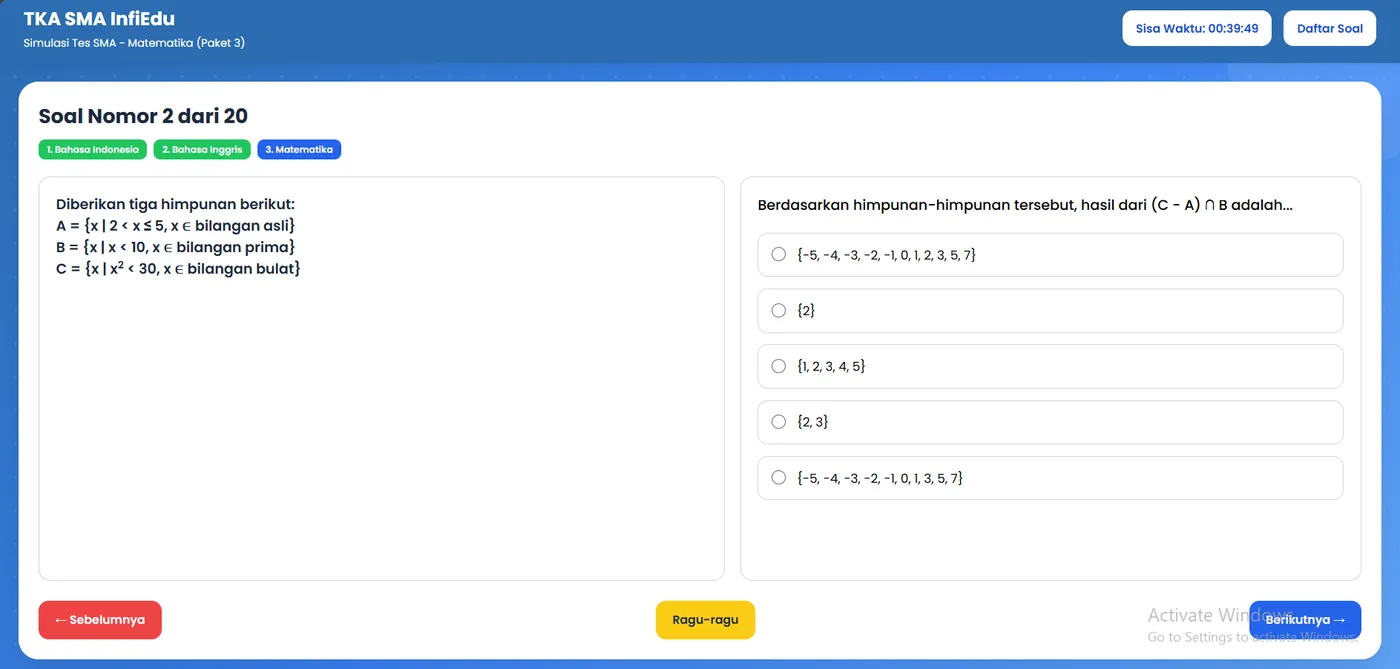 TKA SMA InfiEdu
Simulasi Tes SMA - Matematika (Paket 3)
Sisa Waktu: 00:39:49
Daftar Soal
Soal Nomor 2 dari 20
1. Bahasa Indonesia
2. Bahasa Inggris
3. Matematika
Diberikan tiga himpunan berikut:
A = {x | 2 < x ≤ 5, x ∈ bilangan asli}
B = {x | x < 10, x ∈ bilangan prima}
C = {x | x² < 30, x ∈ bilangan bulat}
Berdasarkan himpunan-himpunan tersebut, hasil dari (C - A) ∩ B adalah...
{-5, -4, -3, -2, -1, 0, 1, 2, 3, 5, 7}
{2}
{1, 2, 3, 4, 5}
{2, 3}
{-5, -4, -3, -2, -1, 0, 1, 3, 5, 7}
← Sebelumnya
Ragu-ragu
Berikutnya →
Activate Windows
Go to Settings to activate Windows.